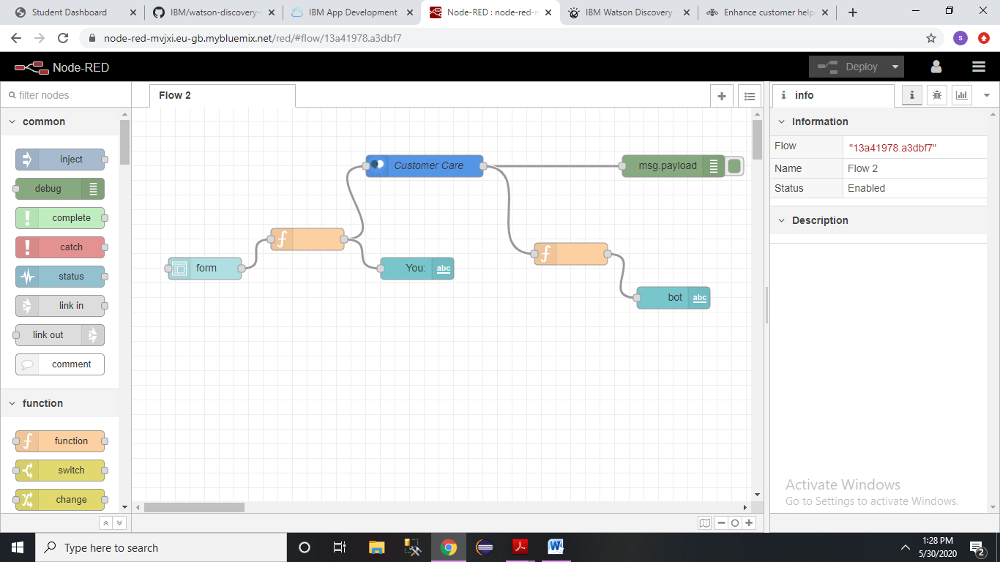 Student Dashboard
IBM/watson-discovery-
IBM App Development
Node-RED : node-red-m
IBM Watson Discovery
Enhance customer help
node-red-mvjxi.eu-gb.mybluemix.net/red/#flow/13a41978.a3dbf7
S
Node-RED
Deploy
filter nodes
Flow 2
i info
i
common
inject
debug
complete
catch
status
link in
link out
comment
function
function
switch
change
Customer Care
msg.payload
form
You:
abc
bot
abc
Information
Flow "13a41978.a3dbf7"
Name Flow 2
Status Enabled
Description
Activate Windows
Go to Settings to activate Windows.
Type here to search
1:28 PM
5/30/2020
2